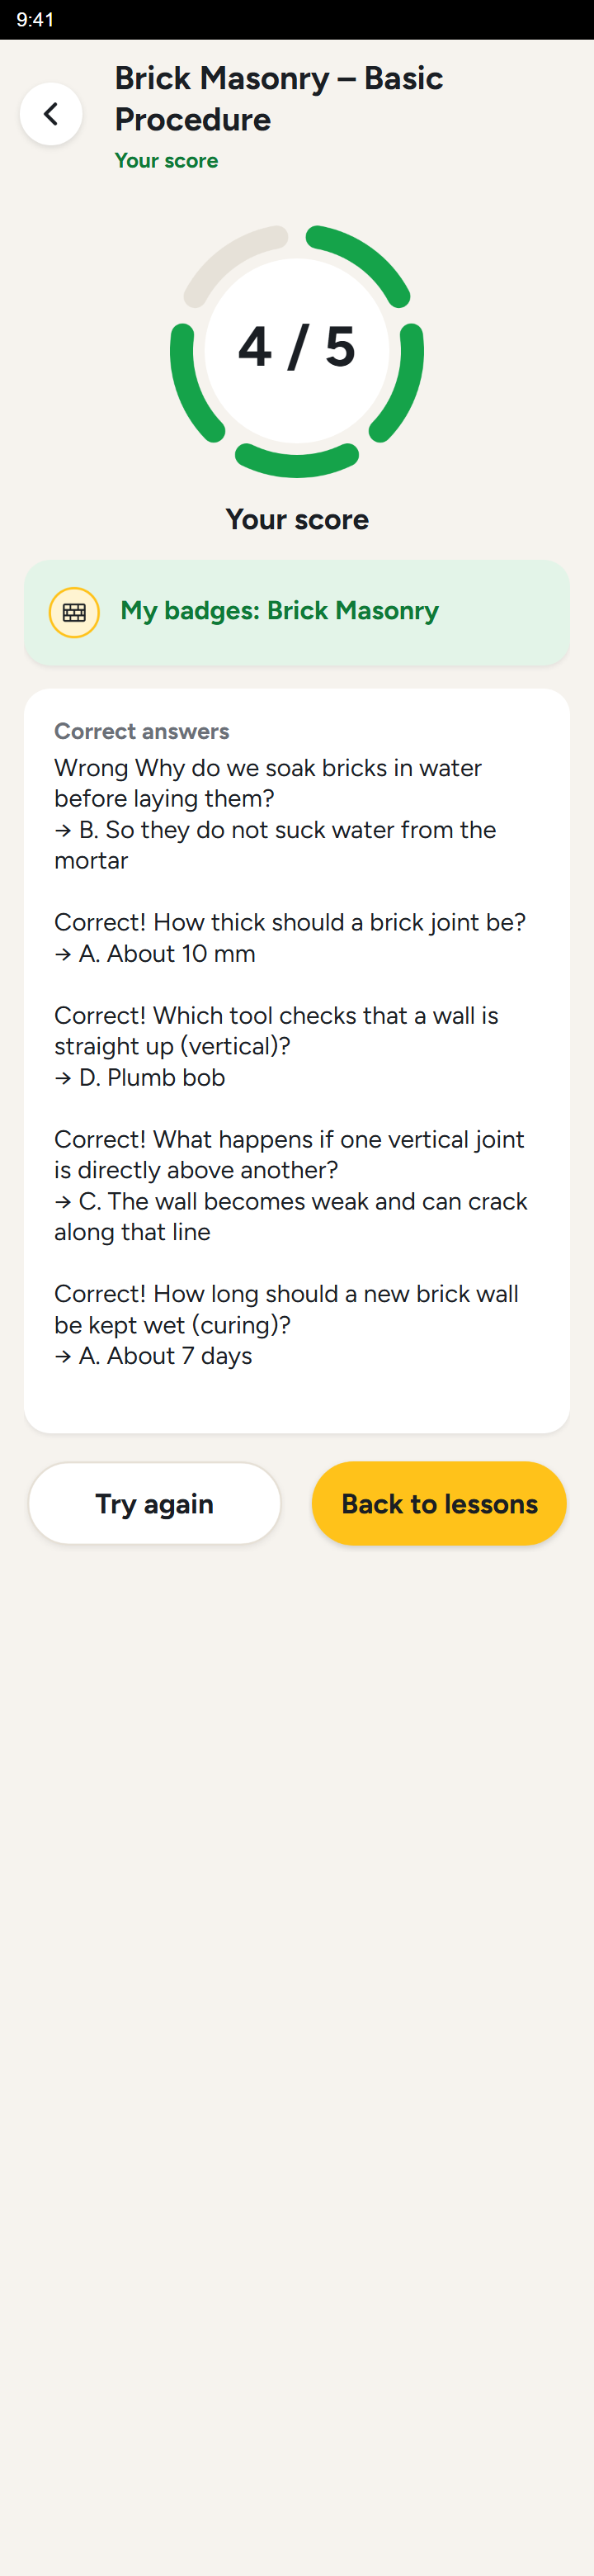 9:41
Brick Masonry – Basic
Procedure
Your score
4 / 5
Your score
My badges: Brick Masonry
Correct answers
Wrong Why do we soak bricks in water
before laying them?
→ B. So they do not suck water from the
mortar
Correct! How thick should a brick joint be?
→ A. About 10 mm
Correct! Which tool checks that a wall is
straight up (vertical)?
→ D. Plumb bob
Correct! What happens if one vertical joint
is directly above another?
→ C. The wall becomes weak and can crack
along that line
Correct! How long should a new brick wall
be kept wet (curing)?
→ A. About 7 days
Try again
Back to lessons